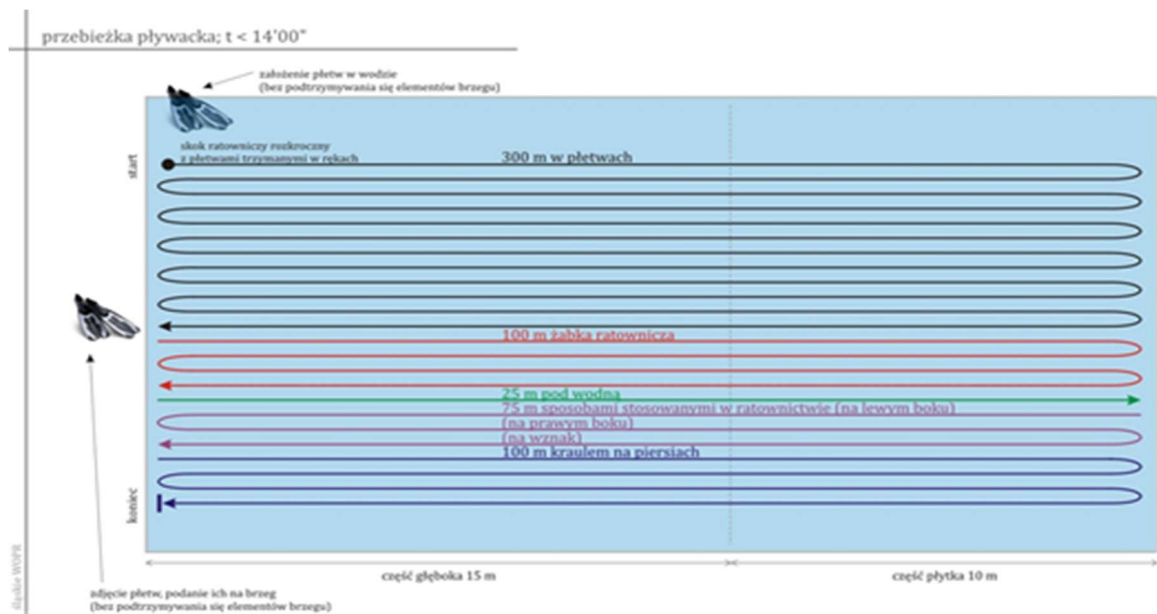 przebieżka pływacka; t < 14'00"
założenie płetw w wodzie
(bez podtrzymywania się elementów brzegu)
skok ratowniczy rozkroczny
z płetwami trzymanymi w rękach
start
300 m w płetwach
100 m żabka ratownicza
25 m pod wodną
75 m sposobami stosowanymi w ratownictwie (na lewym boku)
(na prawym boku)
(na wznak)
100 m kraulem na piersiach
koniec
część głęboka 15 m
część płytka 10 m
zdjęcie płetw, podanie ich na brzeg
(bez podtrzymywania się elementów brzegu)
śląskie WOPR